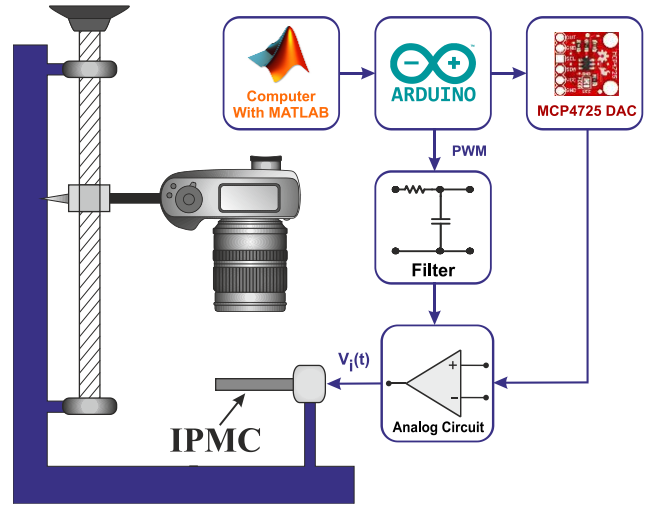 Computer
With MATLAB
ARDUINO
MCP4725 DAC
PWM
Filter
V_i(t)
Analog Circuit
IPMC